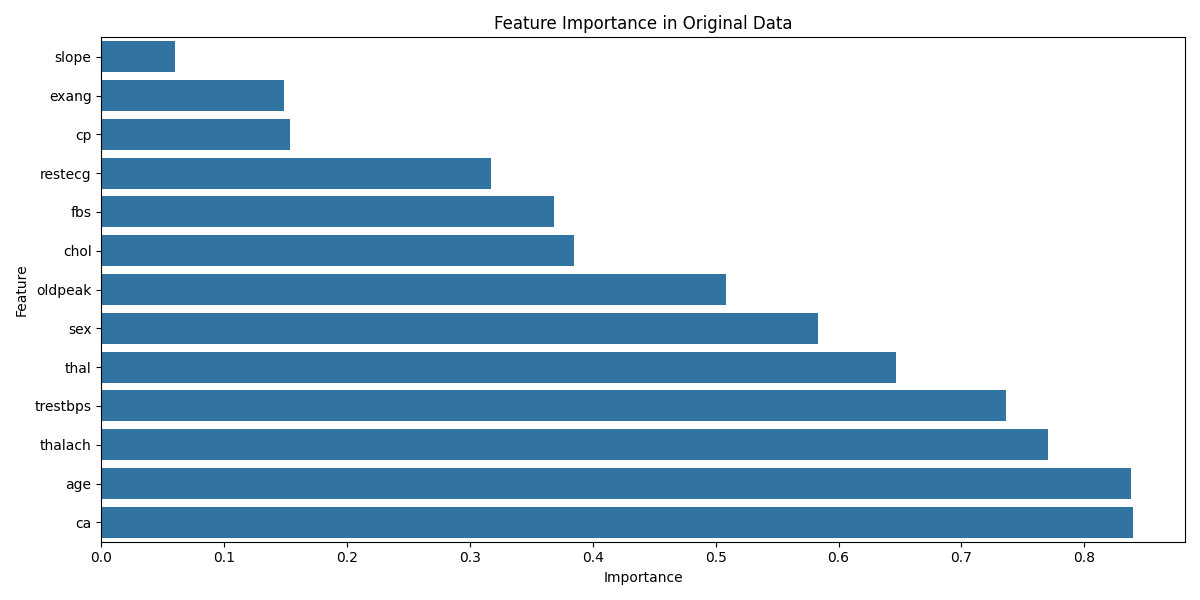 Feature Importance in Original Data
slope
exang
cp
restecg
fbs
chol
oldpeak
sex
thal
trestbps
thalach
age
ca
Feature
0.0 0.1 0.2 0.3 0.4 0.5 0.6 0.7 0.8
Importance